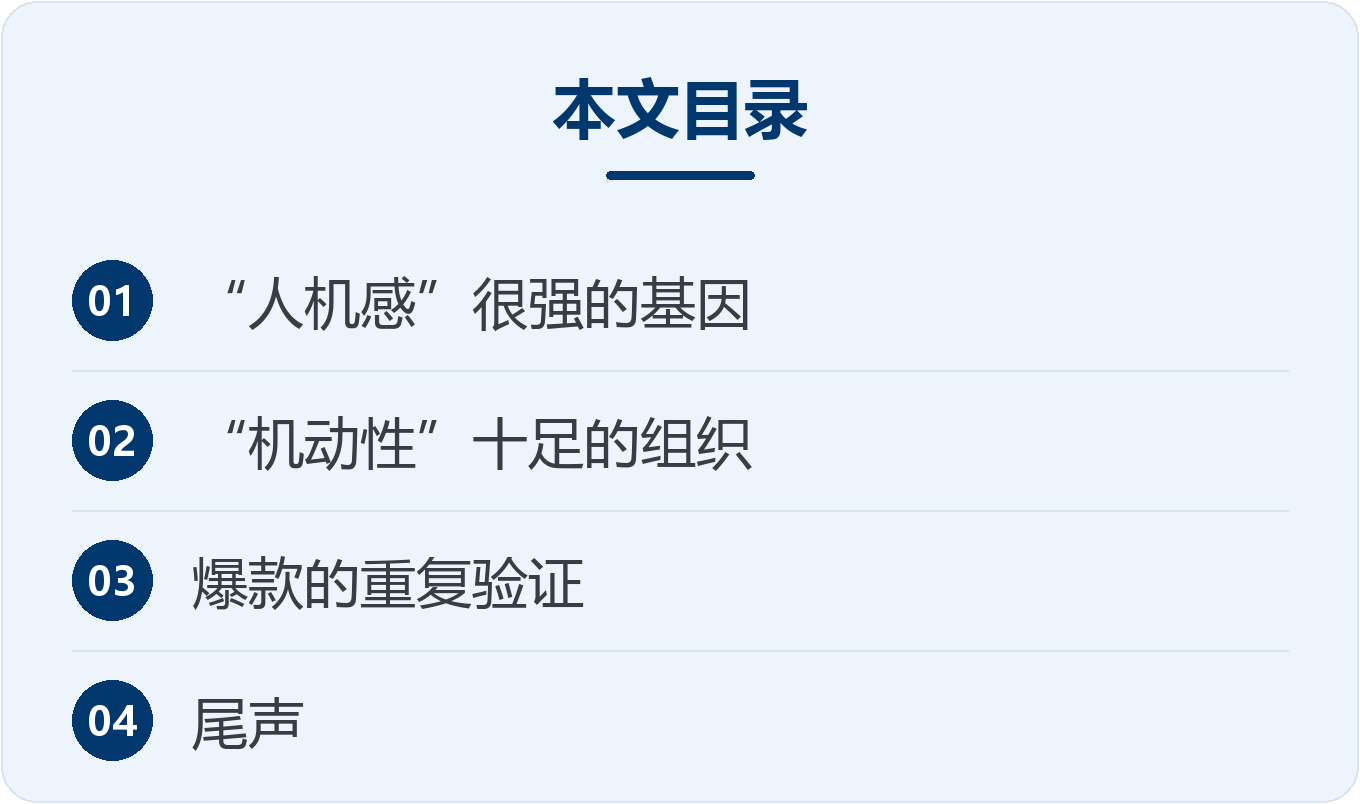 本文目录
01 “人机感”很强的基因
02 “机动性”十足的组织
03 爆款的重复验证
04 尾声